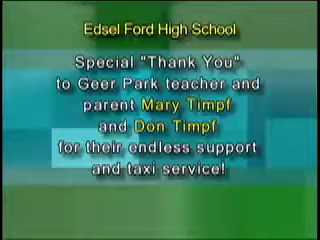 Edsel Ford High School
Special "Thank You"
to Geer Park teacher and
parent Mary Timpf
and Don Timpf
for their endless support
and taxi service!